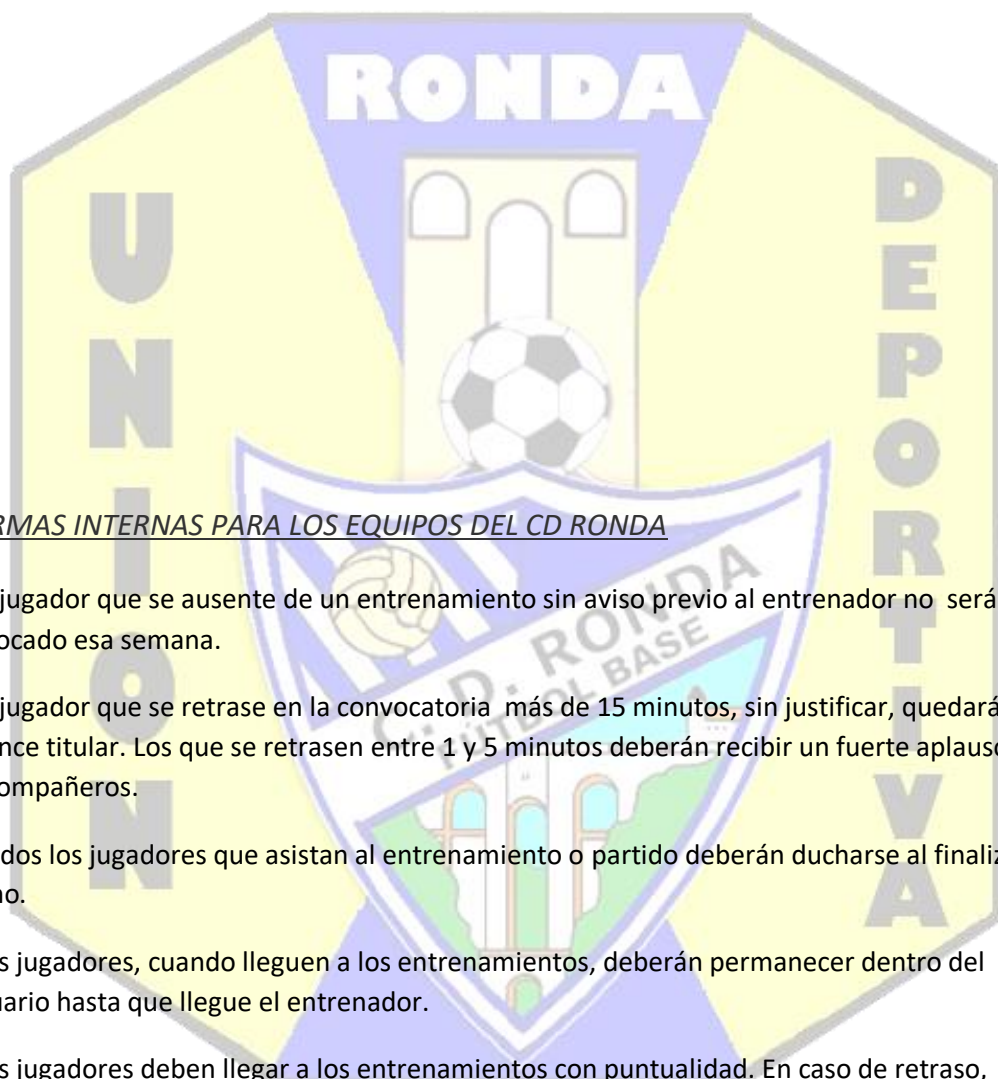 RONDA
UNION
DEPORTIVA
C. D. RONDA
FÚTBOL BASE
RMAS INTERNAS PARA LOS EQUIPOS DEL CD RONDA
jugador que se ausente de un entrenamiento sin aviso previo al entrenador no será
ocado esa semana.
jugador que se retrase en la convocatoria más de 15 minutos, sin justificar, quedará
nce titular. Los que se retrasen entre 1 y 5 minutos deberán recibir un fuerte aplauso
ompañeros.
dos los jugadores que asistan al entrenamiento o partido deberán ducharse al finaliz
no.
s jugadores, cuando lleguen a los entrenamientos, deberán permanecer dentro del
uario hasta que llegue el entrenador.
s jugadores deben llegar a los entrenamientos con puntualidad. En caso de retraso,